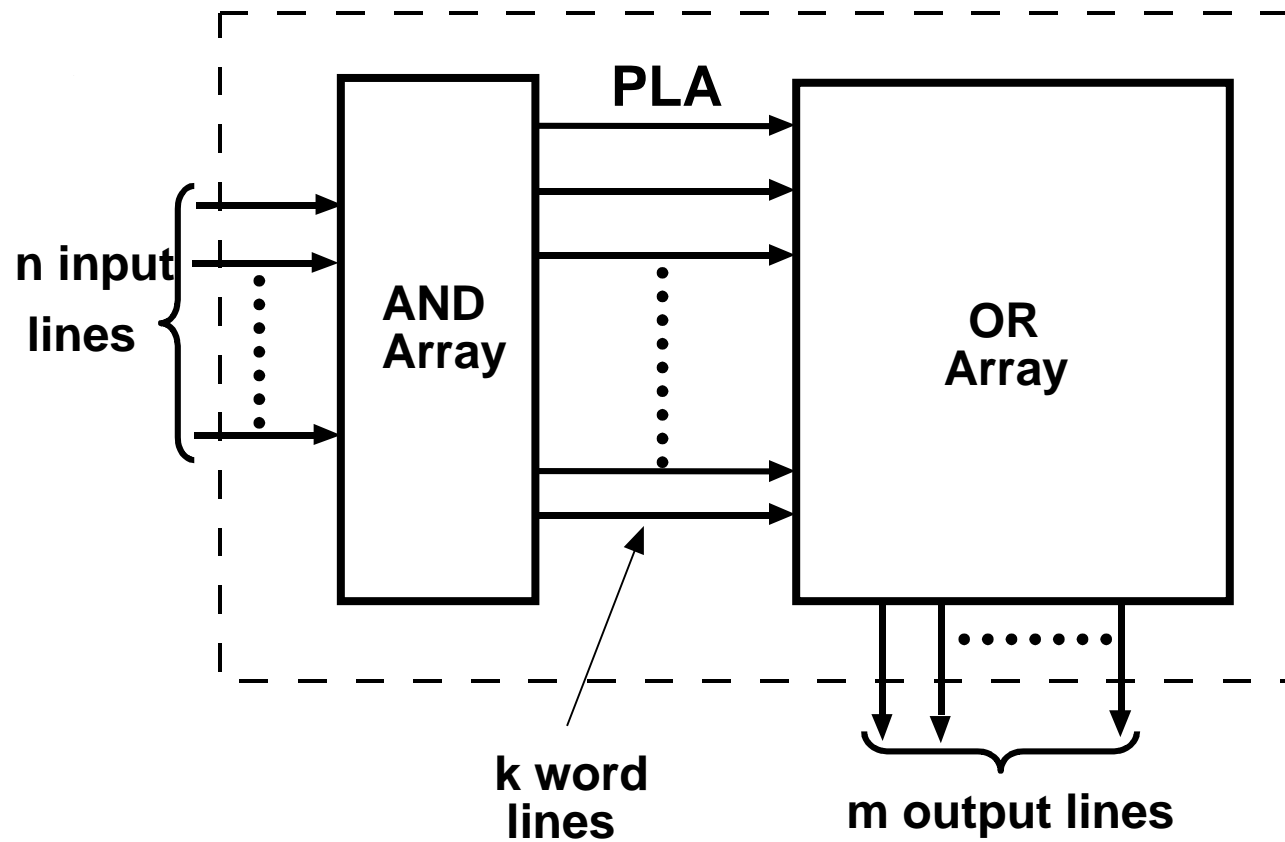 PLA
n input
lines
AND
Array
OR
Array
k word
lines
m output lines